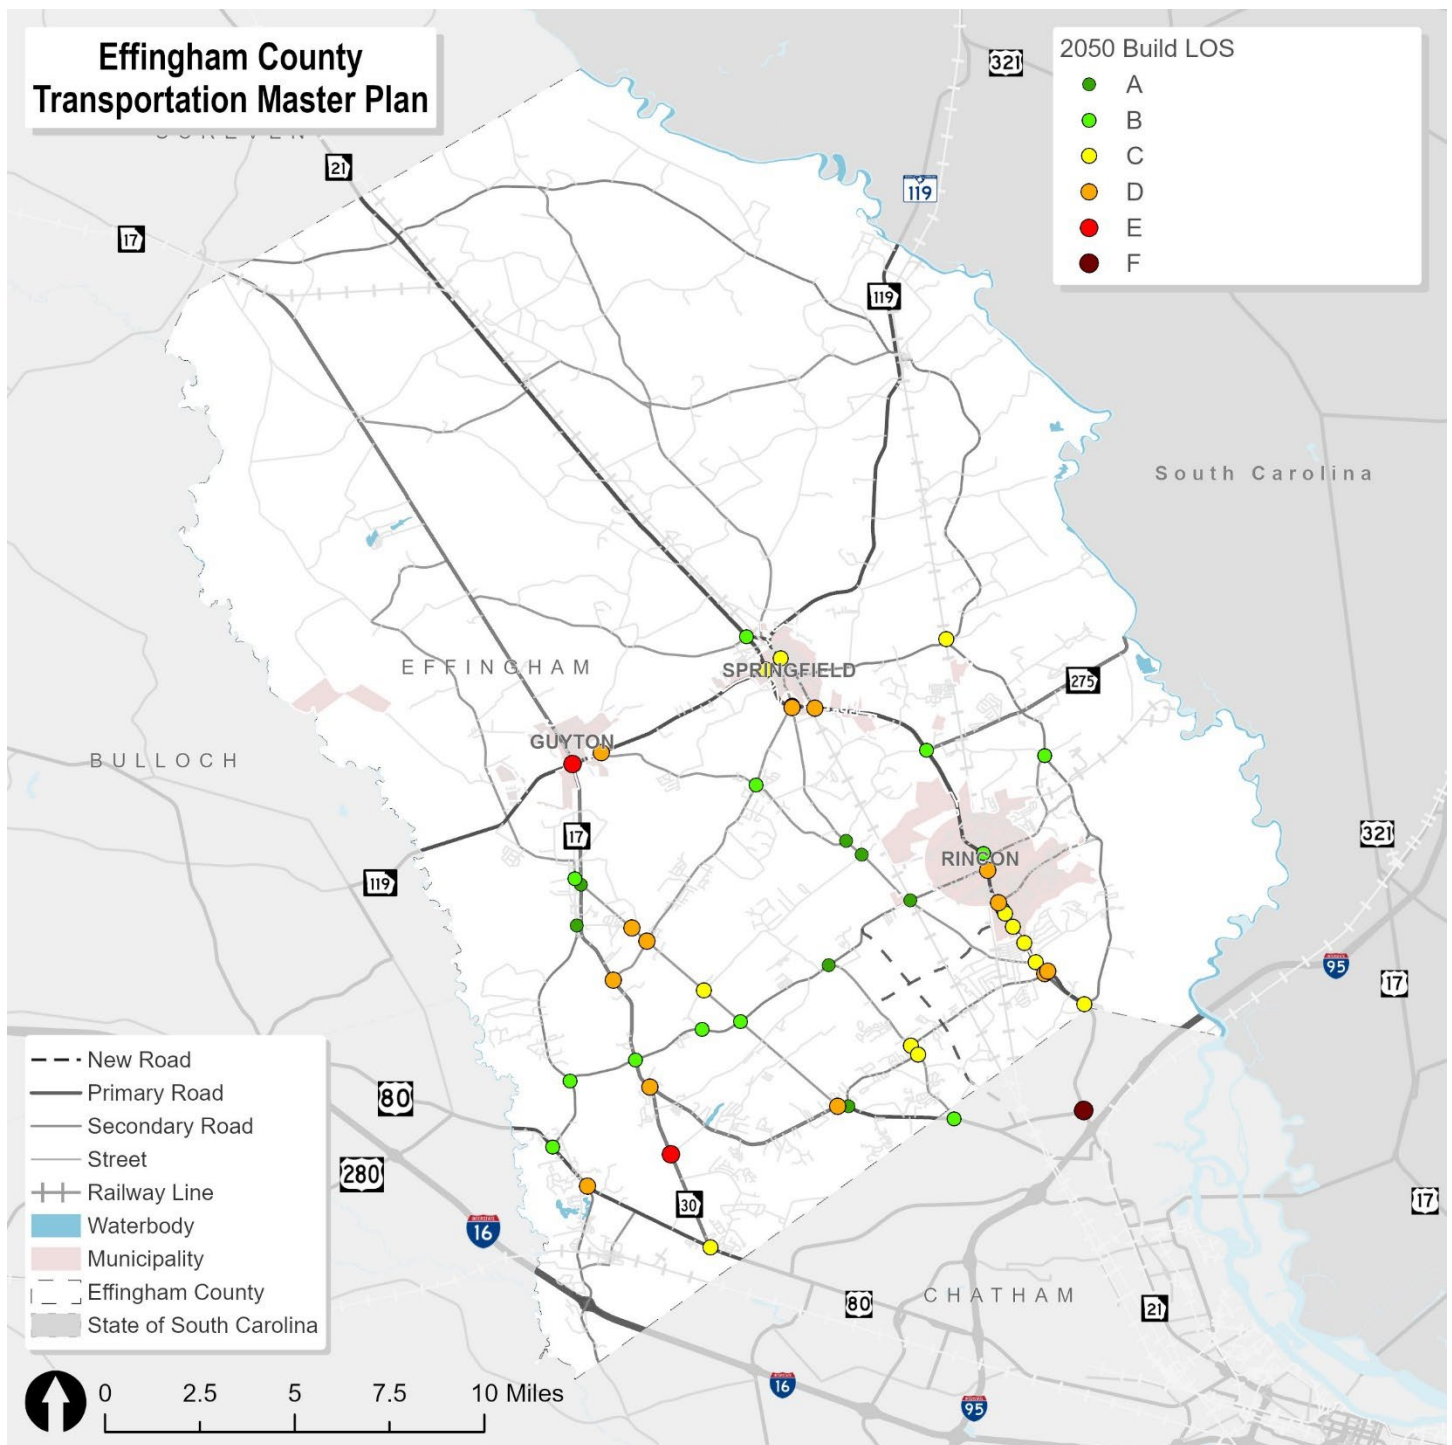 Effingham County
Transportation Master Plan
2050 Build LOS
A
B
C
D
E
F
321
21
119
17
119
South Carolina
EFFINGHAM
SPRINGFIELD
275
GUYTON
BULLOCH
17
321
RINCON
119
95
17
New Road
Primary Road
Secondary Road
Street
Railway Line
Waterbody
Municipality
Effingham County
State of South Carolina
80
280
30
17
16
CHATHAM
80
21
16
95
0 2.5 5 7.5 10 Miles